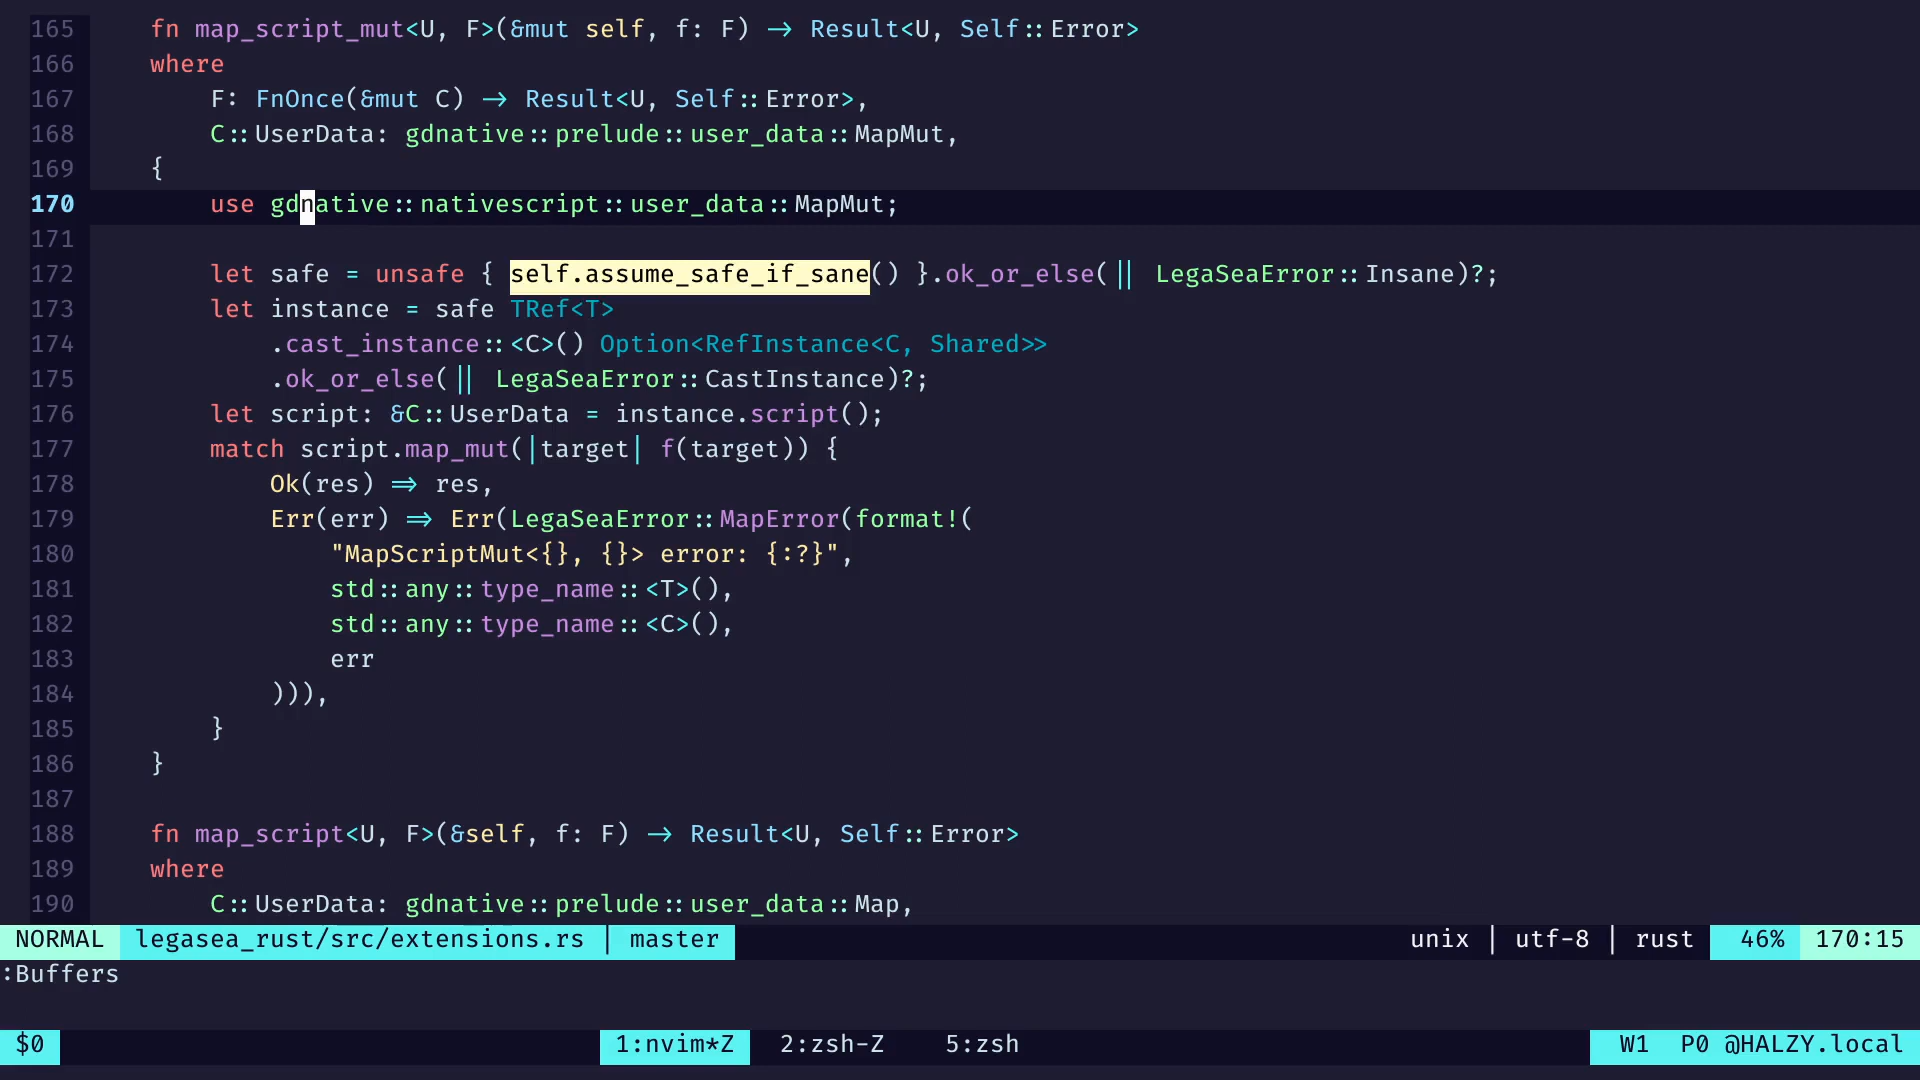 165     fn map_script_mut<U, F>(&mut self, f: F) -> Result<U, Self::Error>
166     where
167         F: FnOnce(&mut C) -> Result<U, Self::Error>,
168         C::UserData: gdnative::prelude::user_data::MapMut,
169     {
170         use gdnative::nativescript::user_data::MapMut;
171
172         let safe = unsafe { self.assume_safe_if_sane() }.ok_or_else(|| LegaSeaError::Insane)?;
173         let instance = safe TRef<T>
174             .cast_instance::<C>() Option<RefInstance<C, Shared>>
175             .ok_or_else(|| LegaSeaError::CastInstance)?;
176         let script: &C::UserData = instance.script();
177         match script.map_mut(|target| f(target)) {
178             Ok(res) => res,
179             Err(err) => Err(LegaSeaError::MapError(format!(
180                 "MapScriptMut<{}, {}> error: {:?}",
181                 std::any::type_name::<T>(),
182                 std::any::type_name::<C>(),
183                 err
184             ))),
185         }
186     }
187
188     fn map_script<U, F>(&self, f: F) -> Result<U, Self::Error>
189     where
190         C::UserData: gdnative::prelude::user_data::Map,
NORMAL legasea_rust/src/extensions.rs | master unix | utf-8 | rust 46% 170:15
:Buffers
$0 1:nvim*Z 2:zsh-Z 5:zsh W1 P0 @HALZY.local